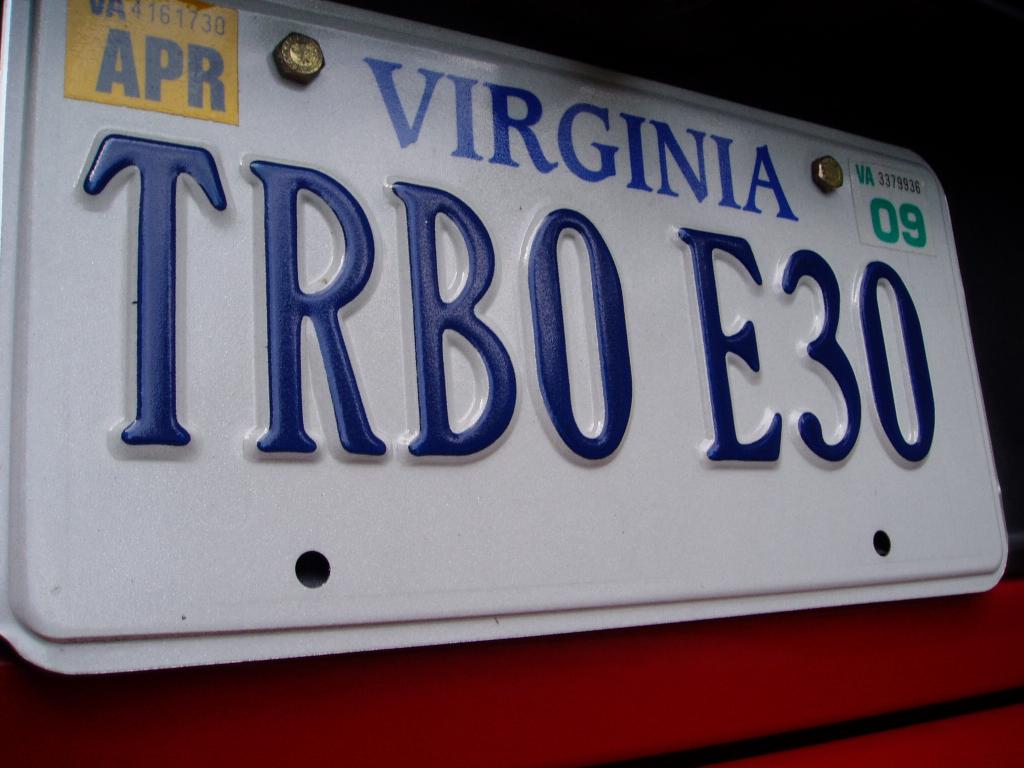 VA 4161730
APR
VIRGINIA
VA 3379936
09
TRBO E30